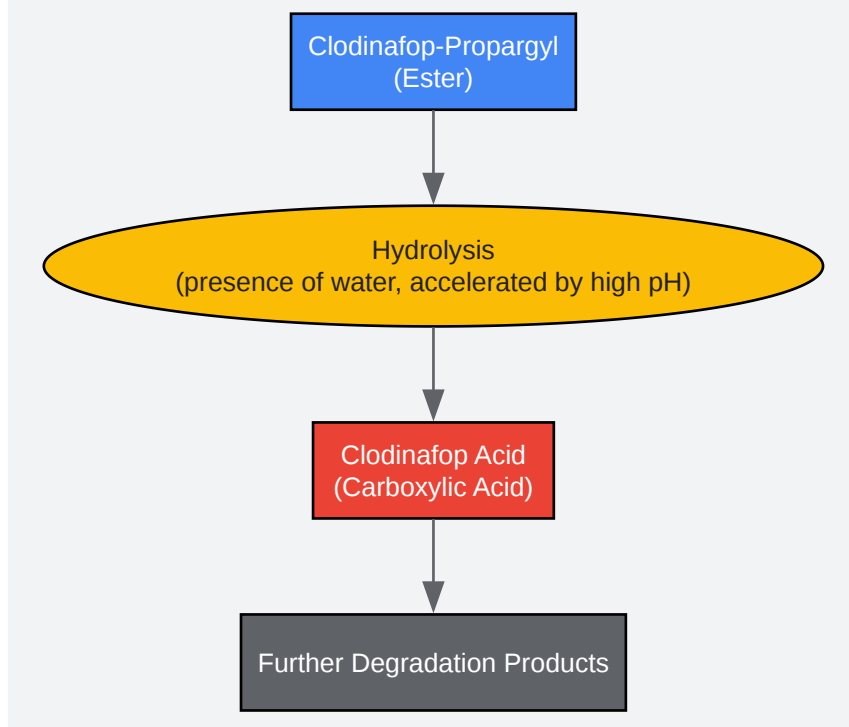 Clodinafop-Propargyl
(Ester)
Hydrolysis
(presence of water, accelerated by high pH)
Clodinafop Acid
(Carboxylic Acid)
Further Degradation Products